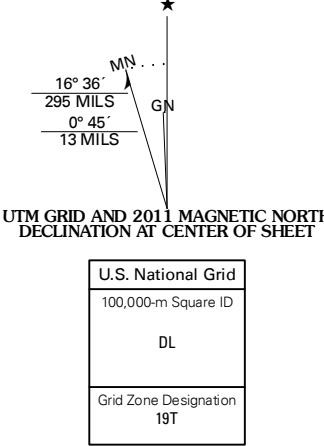 ★
MN
16° 36´
295 MILS
GN
0° 45´
13 MILS
UTM GRID AND 2011 MAGNETIC NORTH
DECLINATION AT CENTER OF SHEET
U.S. National Grid
100,000-m Square ID
DL
Grid Zone Designation
19T